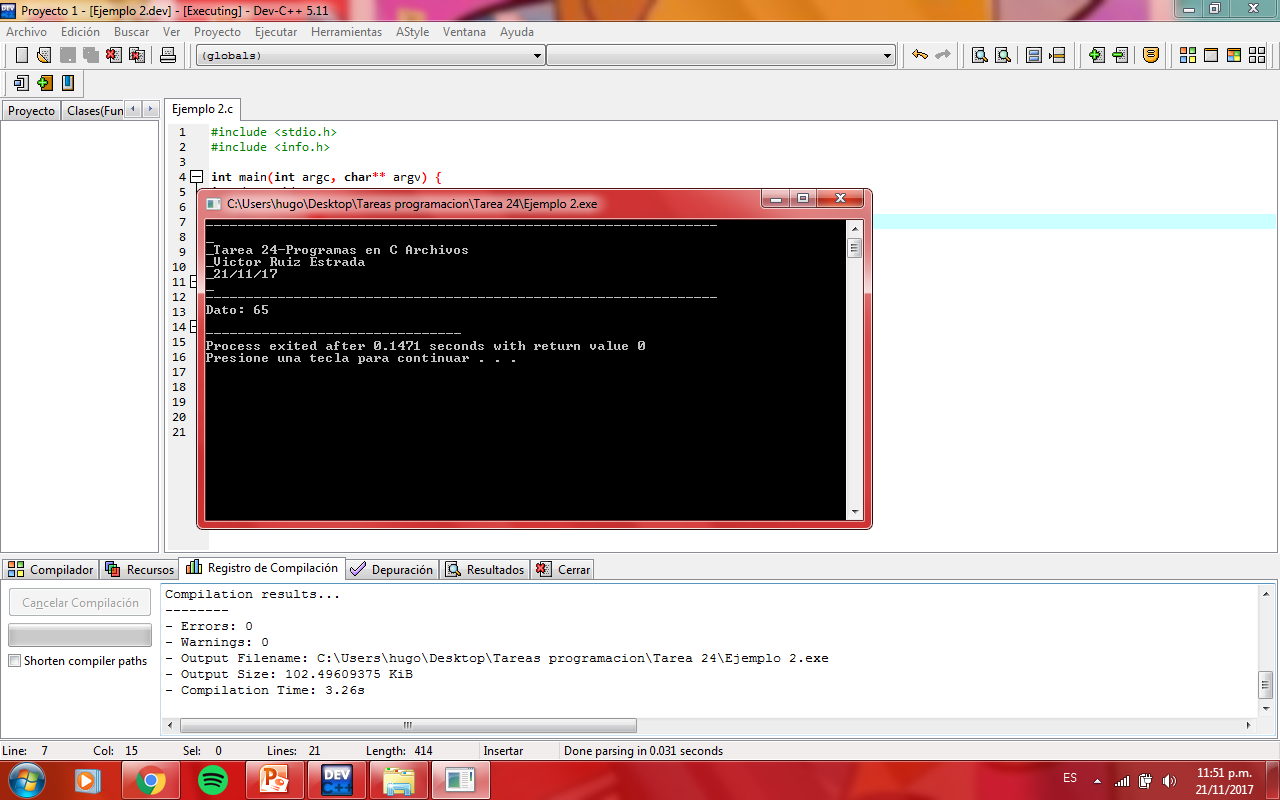 Proyecto 1 - [Ejemplo 2.dev] - [Executing] - Dev-C++ 5.11
Archivo Edición Buscar Ver Proyecto Ejecutar Herramientas AStyle Ventana Ayuda
(globals)
Proyecto Clases(Fun
Ejemplo 2.c
1 #include <stdio.h>
2 #include <info.h>
3
4 int main(int argc, char** argv) {
5
6
7
8
9
10
11
12
13
14
15
16
17
18
19
20
21
C:\Users\hugo\Desktop\Tareas programacion\Tarea 24\Ejemplo 2.exe
_Tarea 24-Programas en C Archivos
_Victor Ruiz Estrada
_21/11/17
_
Dato: 65
--------------------------------
Process exited after 0.1471 seconds with return value 0
Presione una tecla para continuar . . .
Compilador Recursos Registro de Compilación Depuración Resultados Cerrar
Cancelar Compilación
Shorten compiler paths
Compilation results...
--------
- Errors: 0
- Warnings: 0
- Output Filename: C:\Users\hugo\Desktop\Tareas programacion\Tarea 24\Ejemplo 2.exe
- Output Size: 102.49609375 KiB
- Compilation Time: 3.26s
Line: 7 Col: 15 Sel: 0 Lines: 21 Length: 414 Insertar Done parsing in 0.031 seconds
DEV C++
ES
11:51 p.m.
21/11/2017